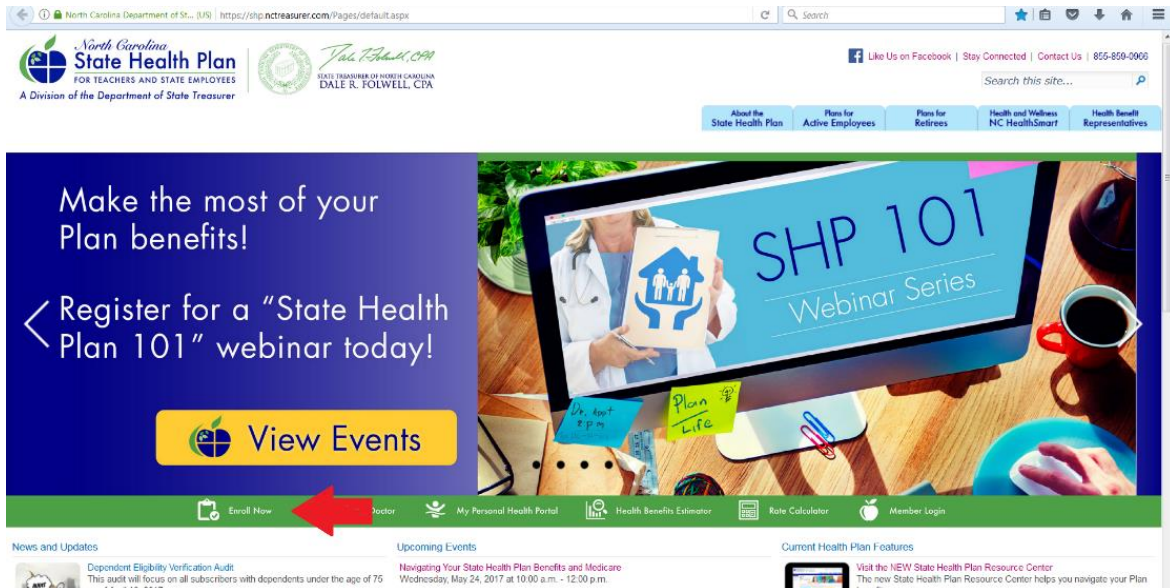 North Carolina Department of St... (US)
https://shp.nctreasurer.com/Pages/default.aspx
Search
North Carolina
State Health Plan
FOR TEACHERS AND STATE EMPLOYEES
A Division of the Department of State Treasurer
Dale R. Folwell, CPA
STATE TREASURER OF NORTH CAROLINA
DALE R. FOLWELL, CPA
Like Us on Facebook | Stay Connected | Contact Us | 855-859-0966
Search this site...
About the
State Health Plan
Plans for
Active Employees
Plans for
Retirees
Health and Wellness
NC HealthSmart
Health Benefit
Representatives
Make the most of your
Plan benefits!
Register for a "State Health
Plan 101" webinar today!
View Events
SHP 101
Webinar Series
Dr. Appt
2 pm
Plan
Life
Enroll Now
Doctor
My Personal Health Portal
Health Benefits Estimator
Rate Calculator
Member Login
News and Updates
Dependent Eligibility Verification Audit
This audit will focus on all subscribers with dependents under the age of 75
Upcoming Events
Navigating Your State Health Plan Benefits and Medicare
Wednesday, May 24, 2017 at 10:00 a.m. - 12:00 p.m.
Current Health Plan Features
Visit the NEW State Health Plan Resource Center
The new State Health Plan Resource Center helps you navigate your Plan